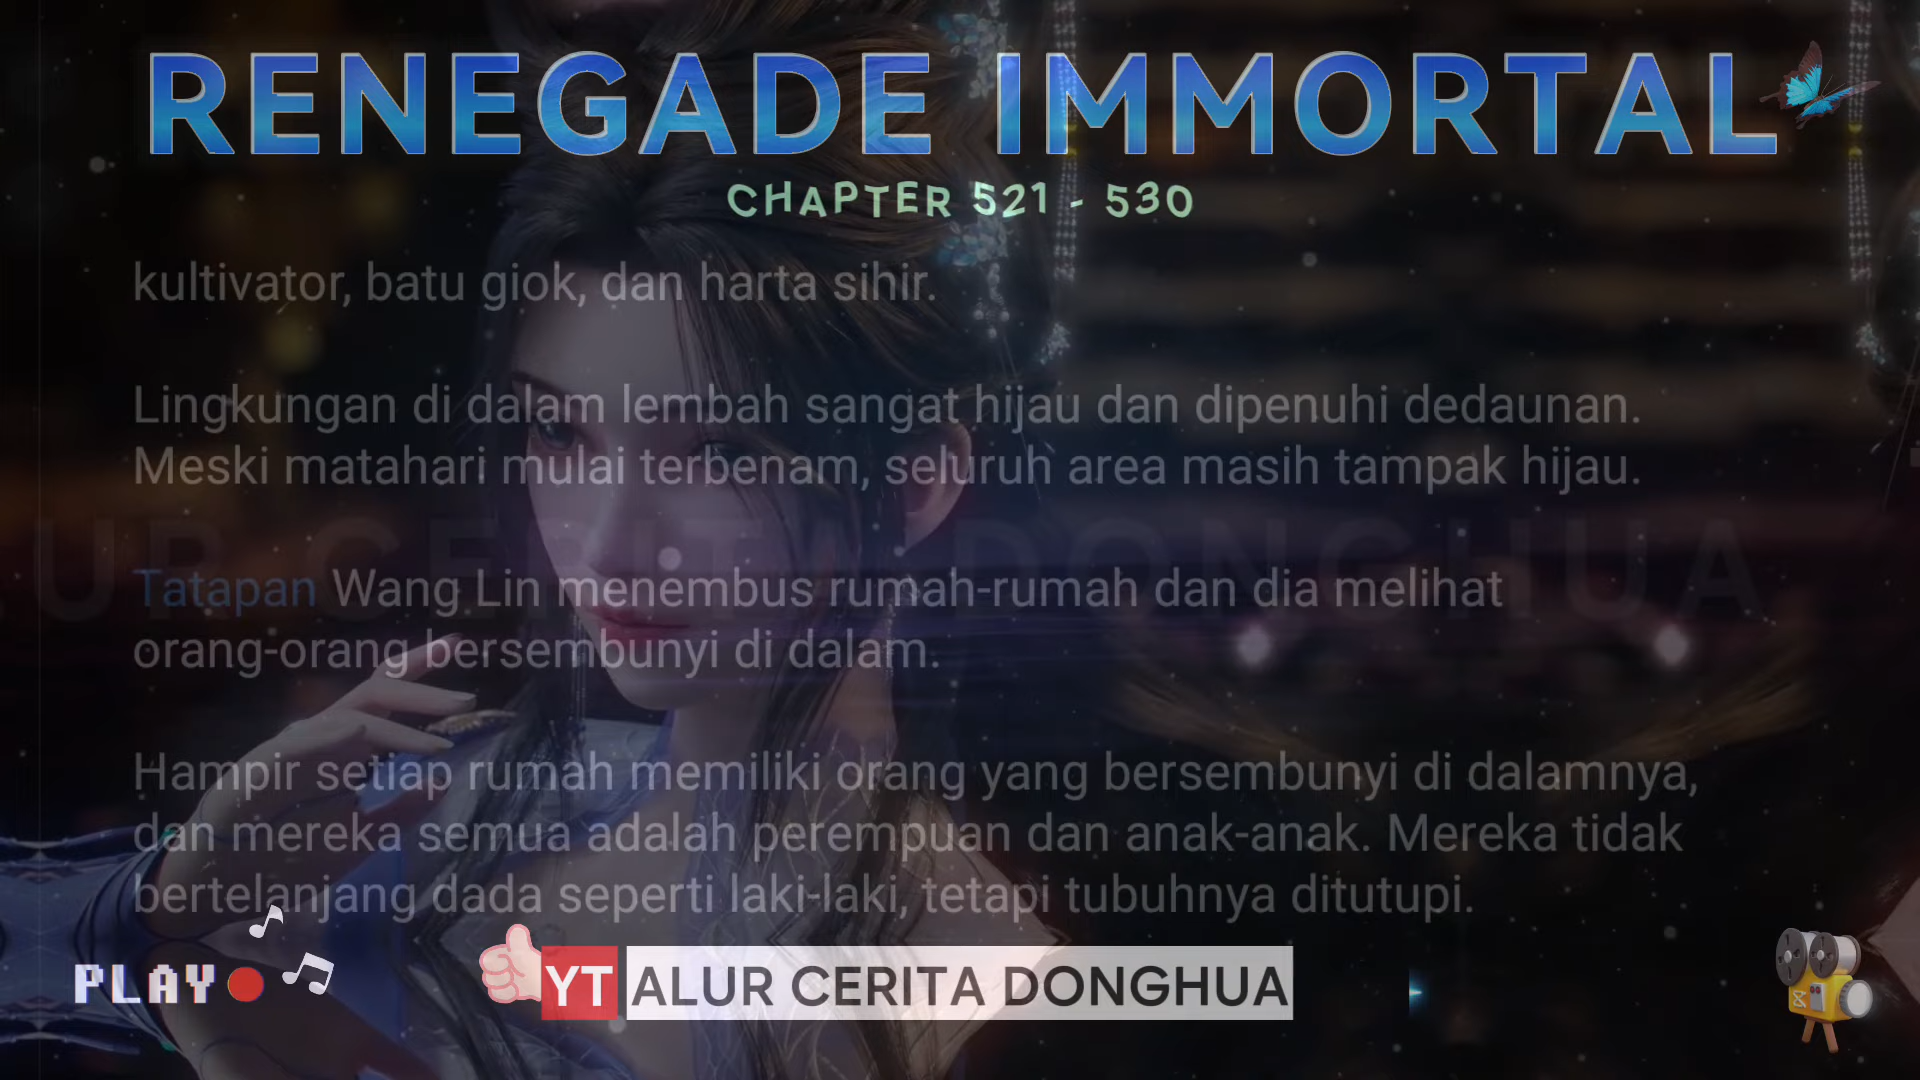 RENEGADE IMMORTAL
CHAPTER 521 - 530
kultivator, batu giok, dan harta sihir.
Lingkungan di dalam lembah sangat hijau dan dipenuhi dedaunan.
Meski matahari mulai terbenam, seluruh area masih tampak hijau.
UR CERITA DONGHUA
Tatapan Wang Lin menembus rumah-rumah dan dia melihat
orang-orang bersembunyi di dalam.
Hampir setiap rumah memiliki orang yang bersembunyi di dalamnya,
dan mereka semua adalah perempuan dan anak-anak. Mereka tidak
bertelanjang dada seperti laki-laki, tetapi tubuhnya ditutupi.
PLAY
YT ALUR CERITA DONGHUA